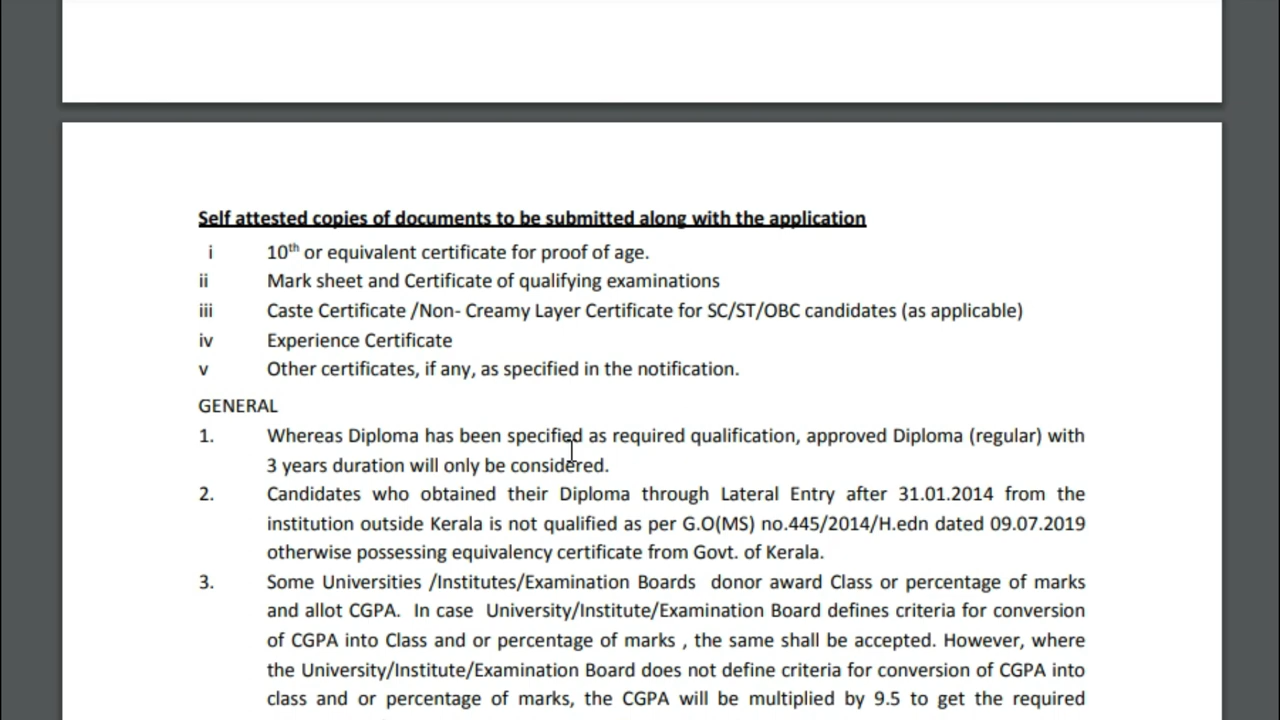 Self attested copies of documents to be submitted along with the application
i 10th or equivalent certificate for proof of age.
ii Mark sheet and Certificate of qualifying examinations
iii Caste Certificate /Non- Creamy Layer Certificate for SC/ST/OBC candidates (as applicable)
iv Experience Certificate
v Other certificates, if any, as specified in the notification.
GENERAL
1. Whereas Diploma has been specified as required qualification, approved Diploma (regular) with
3 years duration will only be considered.
2. Candidates who obtained their Diploma through Lateral Entry after 31.01.2014 from the
institution outside Kerala is not qualified as per G.O(MS) no.445/2014/H.edn dated 09.07.2019
otherwise possessing equivalency certificate from Govt. of Kerala.
3. Some Universities /Institutes/Examination Boards donor award Class or percentage of marks
and allot CGPA. In case University/Institute/Examination Board defines criteria for conversion
of CGPA into Class and or percentage of marks , the same shall be accepted. However, where
the University/Institute/Examination Board does not define criteria for conversion of CGPA into
class and or percentage of marks, the CGPA will be multiplied by 9.5 to get the required